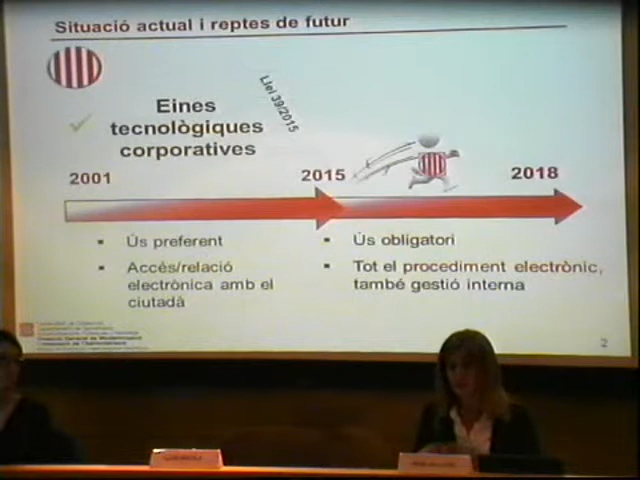 Situació actual i reptes de futur
Llei 39/2015
Eines
tecnològiques
corporatives
2001
2015
2018
Ús preferent
Accés/relació
electrònica amb el
ciutadà
Ús obligatori
Tot el procediment electrònic,
també gestió interna
2